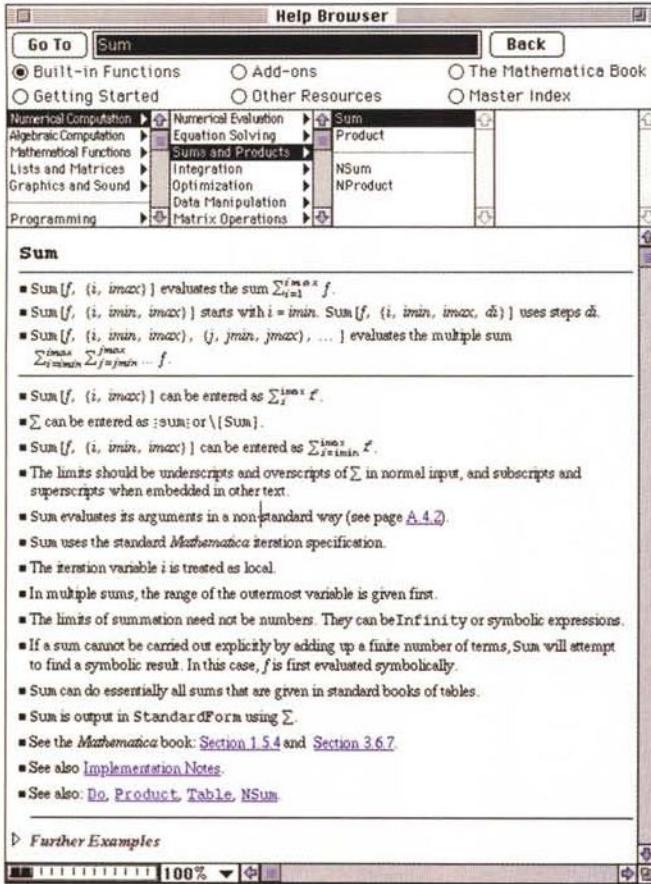 Help Browser
Go To Sum Back
Built-in Functions Add-ons The Mathematica Book
Getting Started Other Resources Master Index
Numerical Computation Numerical Evaluation Sum
Algebraic Computation Equation Solving Product
Mathematical Functions Sums and Products
Lists and Matrices Integration NSum
Graphics and Sound Optimization NProduct
Data Manipulation
Programming Matrix Operations
Sum
■ Sum[f, {i, imax}] evaluates the sum ∑_{i=1}^{imax} f.
■ Sum[f, {i, imin, imax}] starts with i = imin. Sum[f, {i, imin, imax, di}] uses steps di.
■ Sum[f, {i, imin, imax}, {j, jmin, jmax}, ... ] evaluates the multiple sum
∑_{i=imin}^{imax} ∑_{j=jmin}^{jmax} ... f.
■ Sum[f, {i, imax}] can be entered as ∑_{i}^{imax} f.
■ ∑ can be entered as ⋮sum⋮ or \[Sum].
■ Sum[f, {i, imin, imax}] can be entered as ∑_{i=imin}^{imax} f.
■ The limits should be underscripts and overscripts of ∑ in normal input, and subscripts and
superscripts when embedded in other text.
■ Sum evaluates its arguments in a non-standard way (see page A.4.2).
■ Sum uses the standard Mathematica iteration specification.
■ The iteration variable i is treated as local.
■ In multiple sums, the range of the outermost variable is given first.
■ The limits of summation need not be numbers. They can be Infinity or symbolic expressions.
■ If a sum cannot be carried out explicitly by adding up a finite number of terms, Sum will attempt
to find a symbolic result. In this case, f is first evaluated symbolically.
■ Sum can do essentially all sums that are given in standard books of tables.
■ Sum is output in StandardForm using ∑.
■ See the Mathematica book: Section 1.5.4 and Section 3.6.7.
■ See also Implementation Notes.
■ See also: Do, Product, Table, NSum.
Further Examples
100%